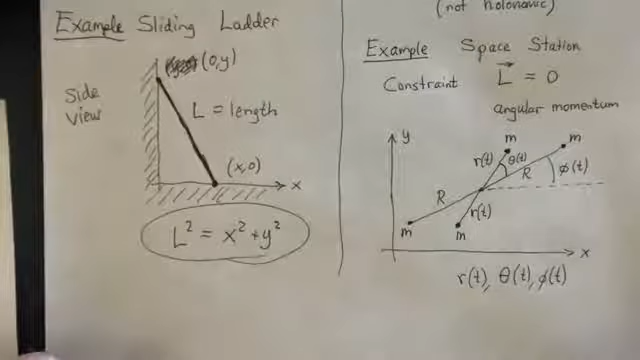 Example Sliding Ladder
Side
view
(0,y)
L = length
(x,0)
x
L² = x² + y²
(not holonomic)
Example Space Station
Constraint L⃗ = 0
angular momentum
y
m
m
r(t)
θ(t)
R
ϕ(t)
R
r(t)
m
m
x
r(t), θ(t), ϕ(t)